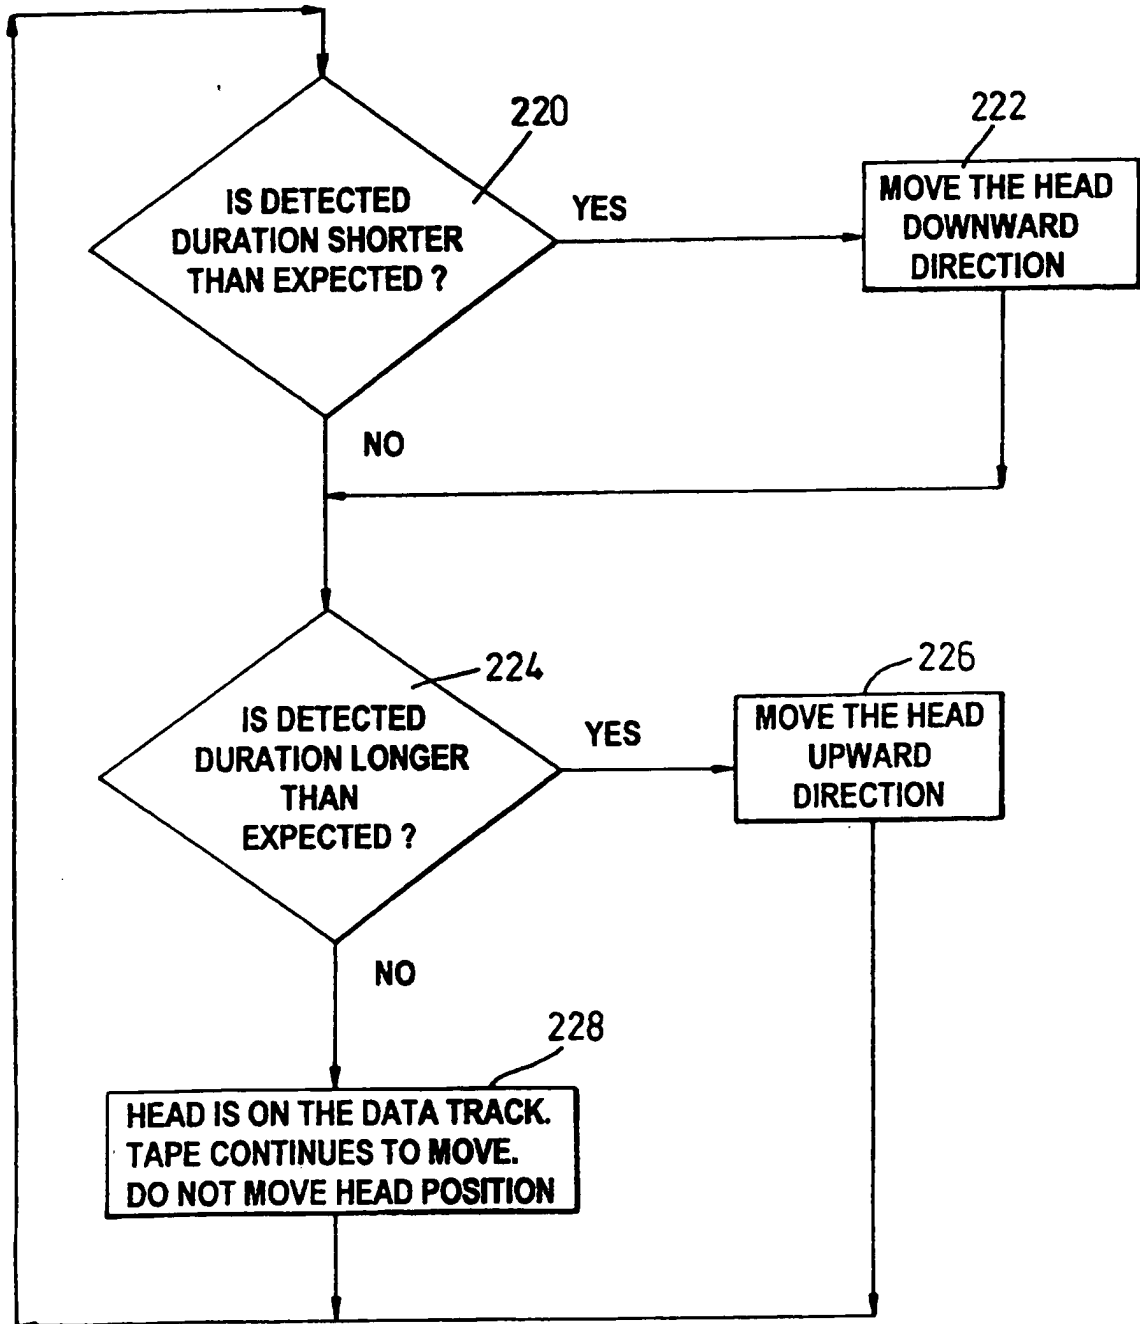 220
IS DETECTED
DURATION SHORTER
THAN EXPECTED ?
YES
222
MOVE THE HEAD
DOWNWARD
DIRECTION
NO
224
IS DETECTED
DURATION LONGER
THAN
EXPECTED ?
YES
226
MOVE THE HEAD
UPWARD
DIRECTION
NO
228
HEAD IS ON THE DATA TRACK.
TAPE CONTINUES TO MOVE.
DO NOT MOVE HEAD POSITION